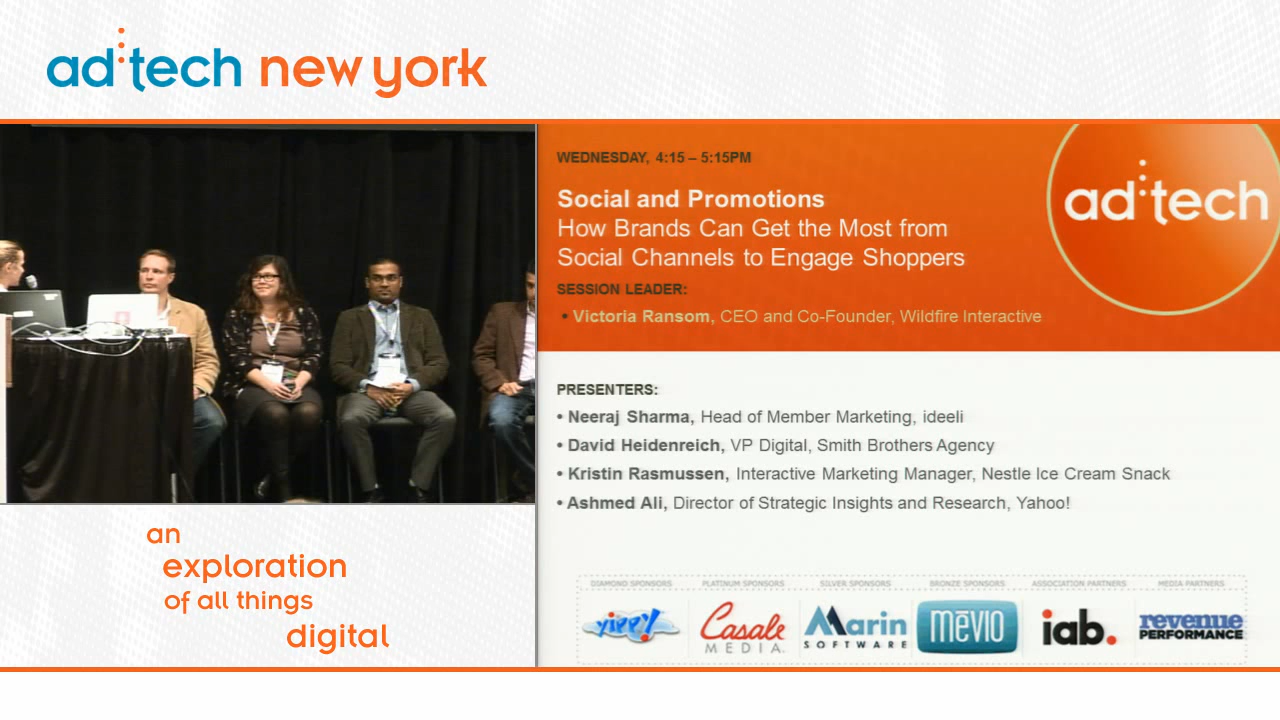 ad:tech new york
WEDNESDAY, 4:15 – 5:15PM
Social and Promotions
How Brands Can Get the Most from
Social Channels to Engage Shoppers
SESSION LEADER:
• Victoria Ransom, CEO and Co-Founder, Wildfire Interactive
ad:tech
PRESENTERS:
• Neeraj Sharma, Head of Member Marketing, ideeli
• David Heidenreich, VP Digital, Smith Brothers Agency
• Kristin Rasmussen, Interactive Marketing Manager, Nestle Ice Cream Snack
• Ashmed Ali, Director of Strategic Insights and Research, Yahoo!
an
exploration
of all things
digital
DIAMOND SPONSORS PLATINUM SPONSORS SILVER SPONSORS BRONZE SPONSORS ASSOCIATION PARTNERS MEDIA PARTNERS
yippy!
Casale
MEDIA
Marin
SOFTWARE
mevio
iab.
revenue
PERFORMANCE